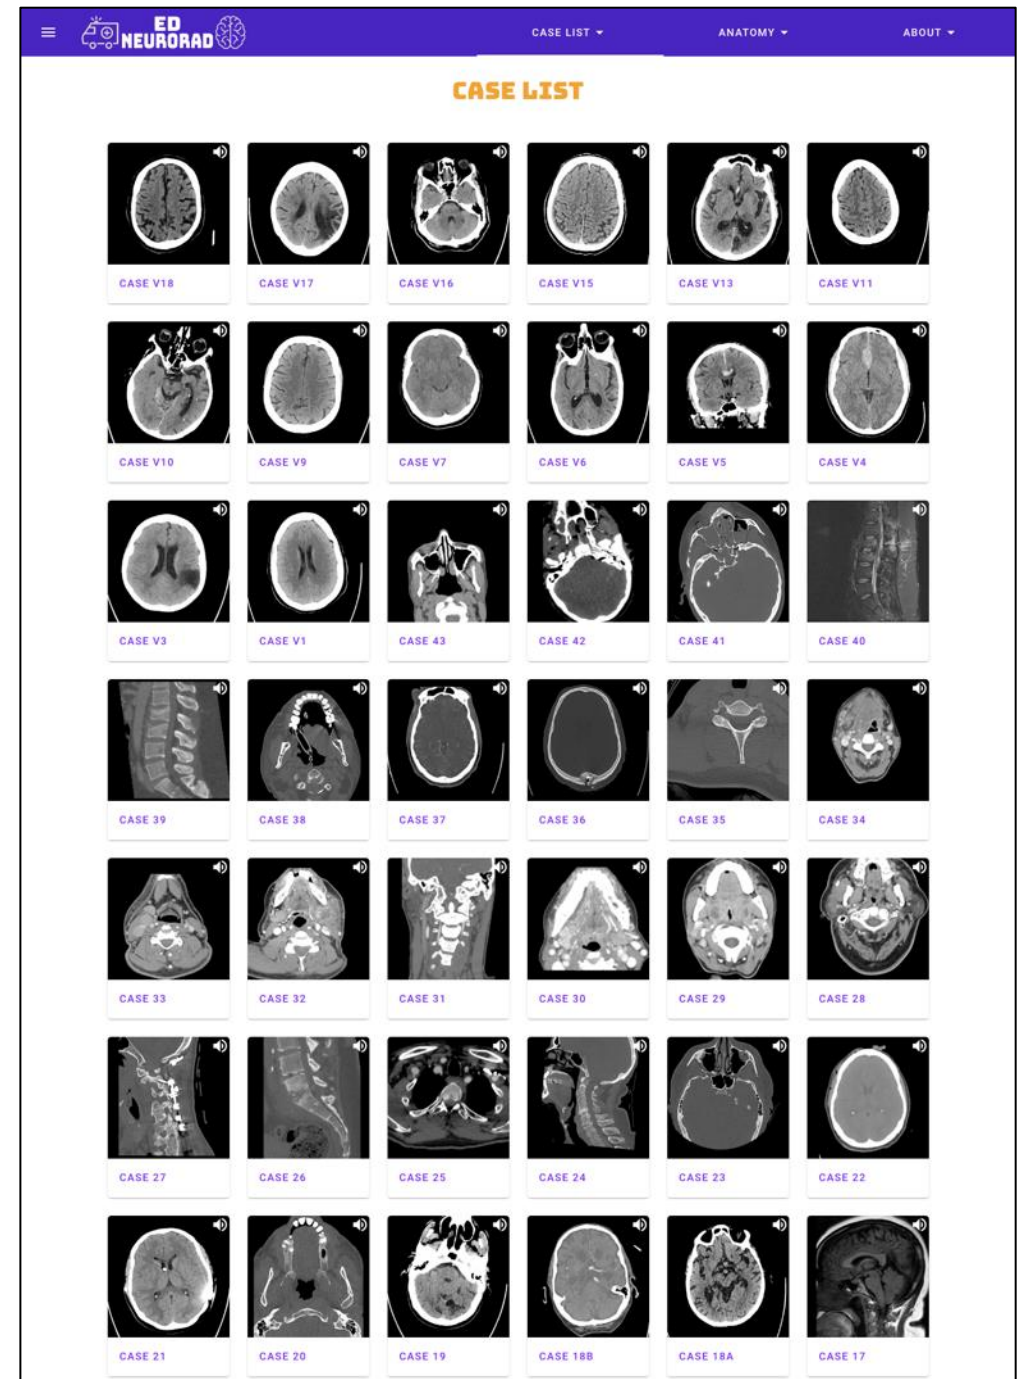 ED
NEURORAD
CASE LIST
ANATOMY
ABOUT
CASE LIST
CASE V18
CASE V17
CASE V16
CASE V15
CASE V13
CASE V11
CASE V10
CASE V9
CASE V7
CASE V6
CASE V5
CASE V4
CASE V3
CASE V1
CASE 43
CASE 42
CASE 41
CASE 40
CASE 39
CASE 38
CASE 37
CASE 36
CASE 35
CASE 34
CASE 33
CASE 32
CASE 31
CASE 30
CASE 29
CASE 28
CASE 27
CASE 26
CASE 25
CASE 24
CASE 23
CASE 22
CASE 21
CASE 20
CASE 19
CASE 18B
CASE 18A
CASE 17